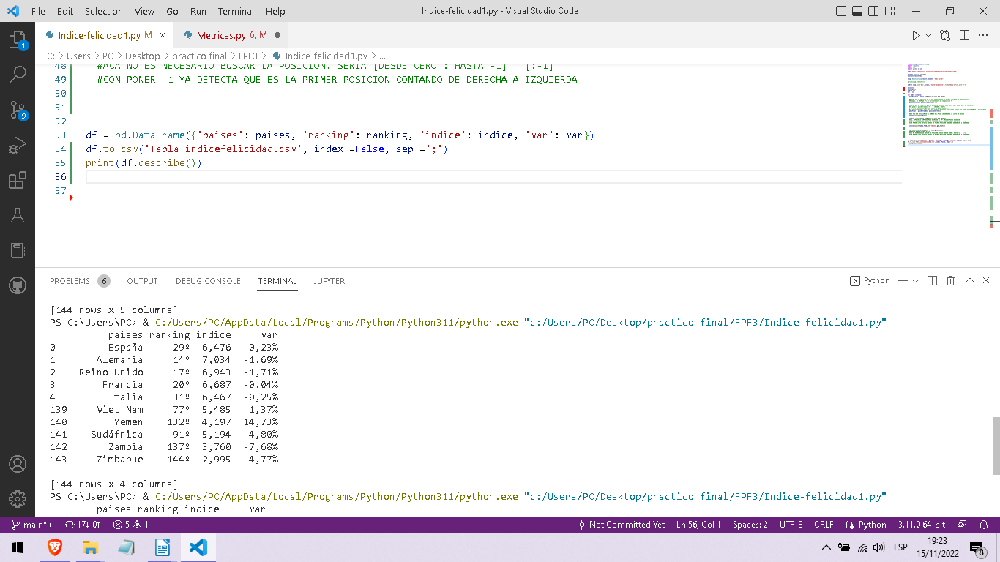 File Edit Selection View Go Run Terminal Help Indice-felicidad1.py - Visual Studio Code
Indice-felicidad1.py M Metricas.py 6, M
C: > Users > PC > Desktop > practico final > FPF3 > Indice-felicidad1.py > ...
48 #ACA NO ES NECESARIO BUSCAR LA POSICION. SERIA [DESDE CERO : HASTA -1] [:-1]
49 #CON PONER -1 YA DETECTA QUE ES LA PRIMER POSICION CONTANDO DE DERECHA A IZQUIERDA
50
51
52
53 df = pd.DataFrame({'paises': paises, 'ranking': ranking, 'indice': indice, 'var': var})
54 df.to_csv('Tabla_indicefelicidad.csv', index =False, sep =';')
55 print(df.describe())
56
57
PROBLEMS 6 OUTPUT DEBUG CONSOLE TERMINAL JUPYTER Python
[144 rows x 5 columns]
PS C:\Users\PC> & C:/Users/PC/AppData/Local/Programs/Python/Python311/python.exe "c:/Users/PC/Desktop/practico final/FPF3/Indice-felicidad1.py"
paises ranking indice var
0 España 29º 6,476 -0,23%
1 Alemania 14º 7,034 -1,69%
2 Reino Unido 17º 6,943 -1,71%
3 Francia 20º 6,687 -0,04%
4 Italia 31º 6,467 -0,25%
139 Viet Nam 77º 5,485 1,37%
140 Yemen 132º 4,197 14,73%
141 Sudáfrica 91º 5,194 4,80%
142 Zambia 137º 3,760 -7,68%
143 Zimbabue 144º 2,995 -4,77%
[144 rows x 4 columns]
PS C:\Users\PC> & C:/Users/PC/AppData/Local/Programs/Python/Python311/python.exe "c:/Users/PC/Desktop/practico final/FPF3/Indice-felicidad1.py"
paises ranking indice var
1
9
main*+ 17↓ 0↑ 5 1 Not Committed Yet Ln 56, Col 1 Spaces: 2 UTF-8 CRLF Python 3.11.0 64-bit
ESP 19:23
15/11/2022 8